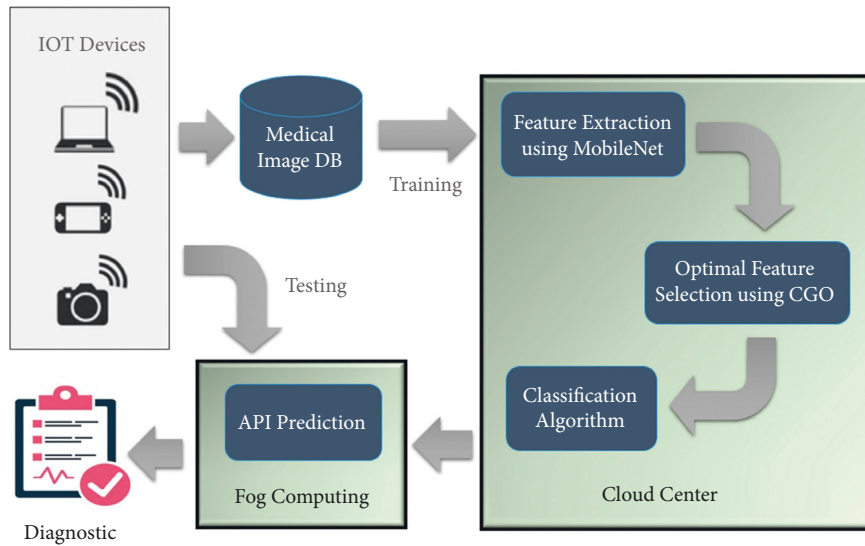 IOT Devices
Medical
Image DB
Training
Testing
Feature Extraction
using MobileNet
Optimal Feature
Selection using CGO
Classification
Algorithm
Cloud Center
API Prediction
Fog Computing
Diagnostic